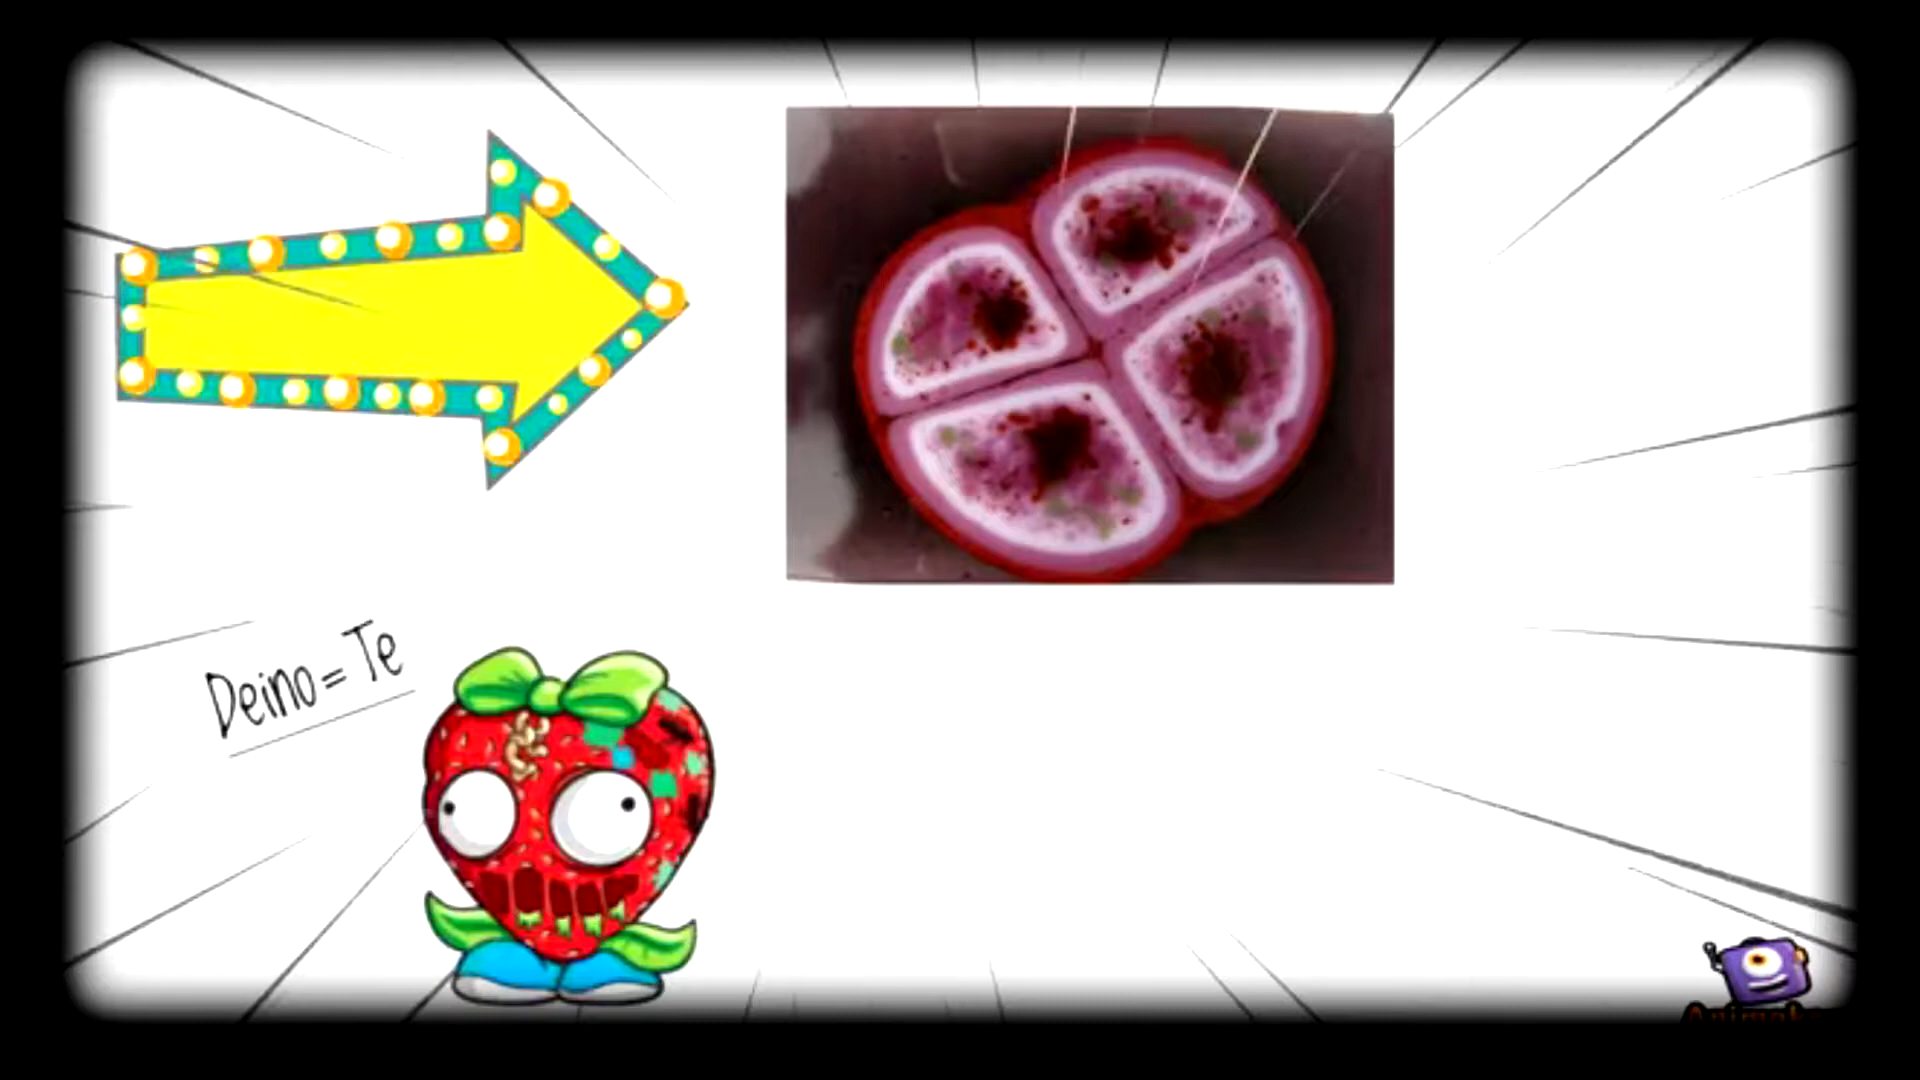 Deino = Te